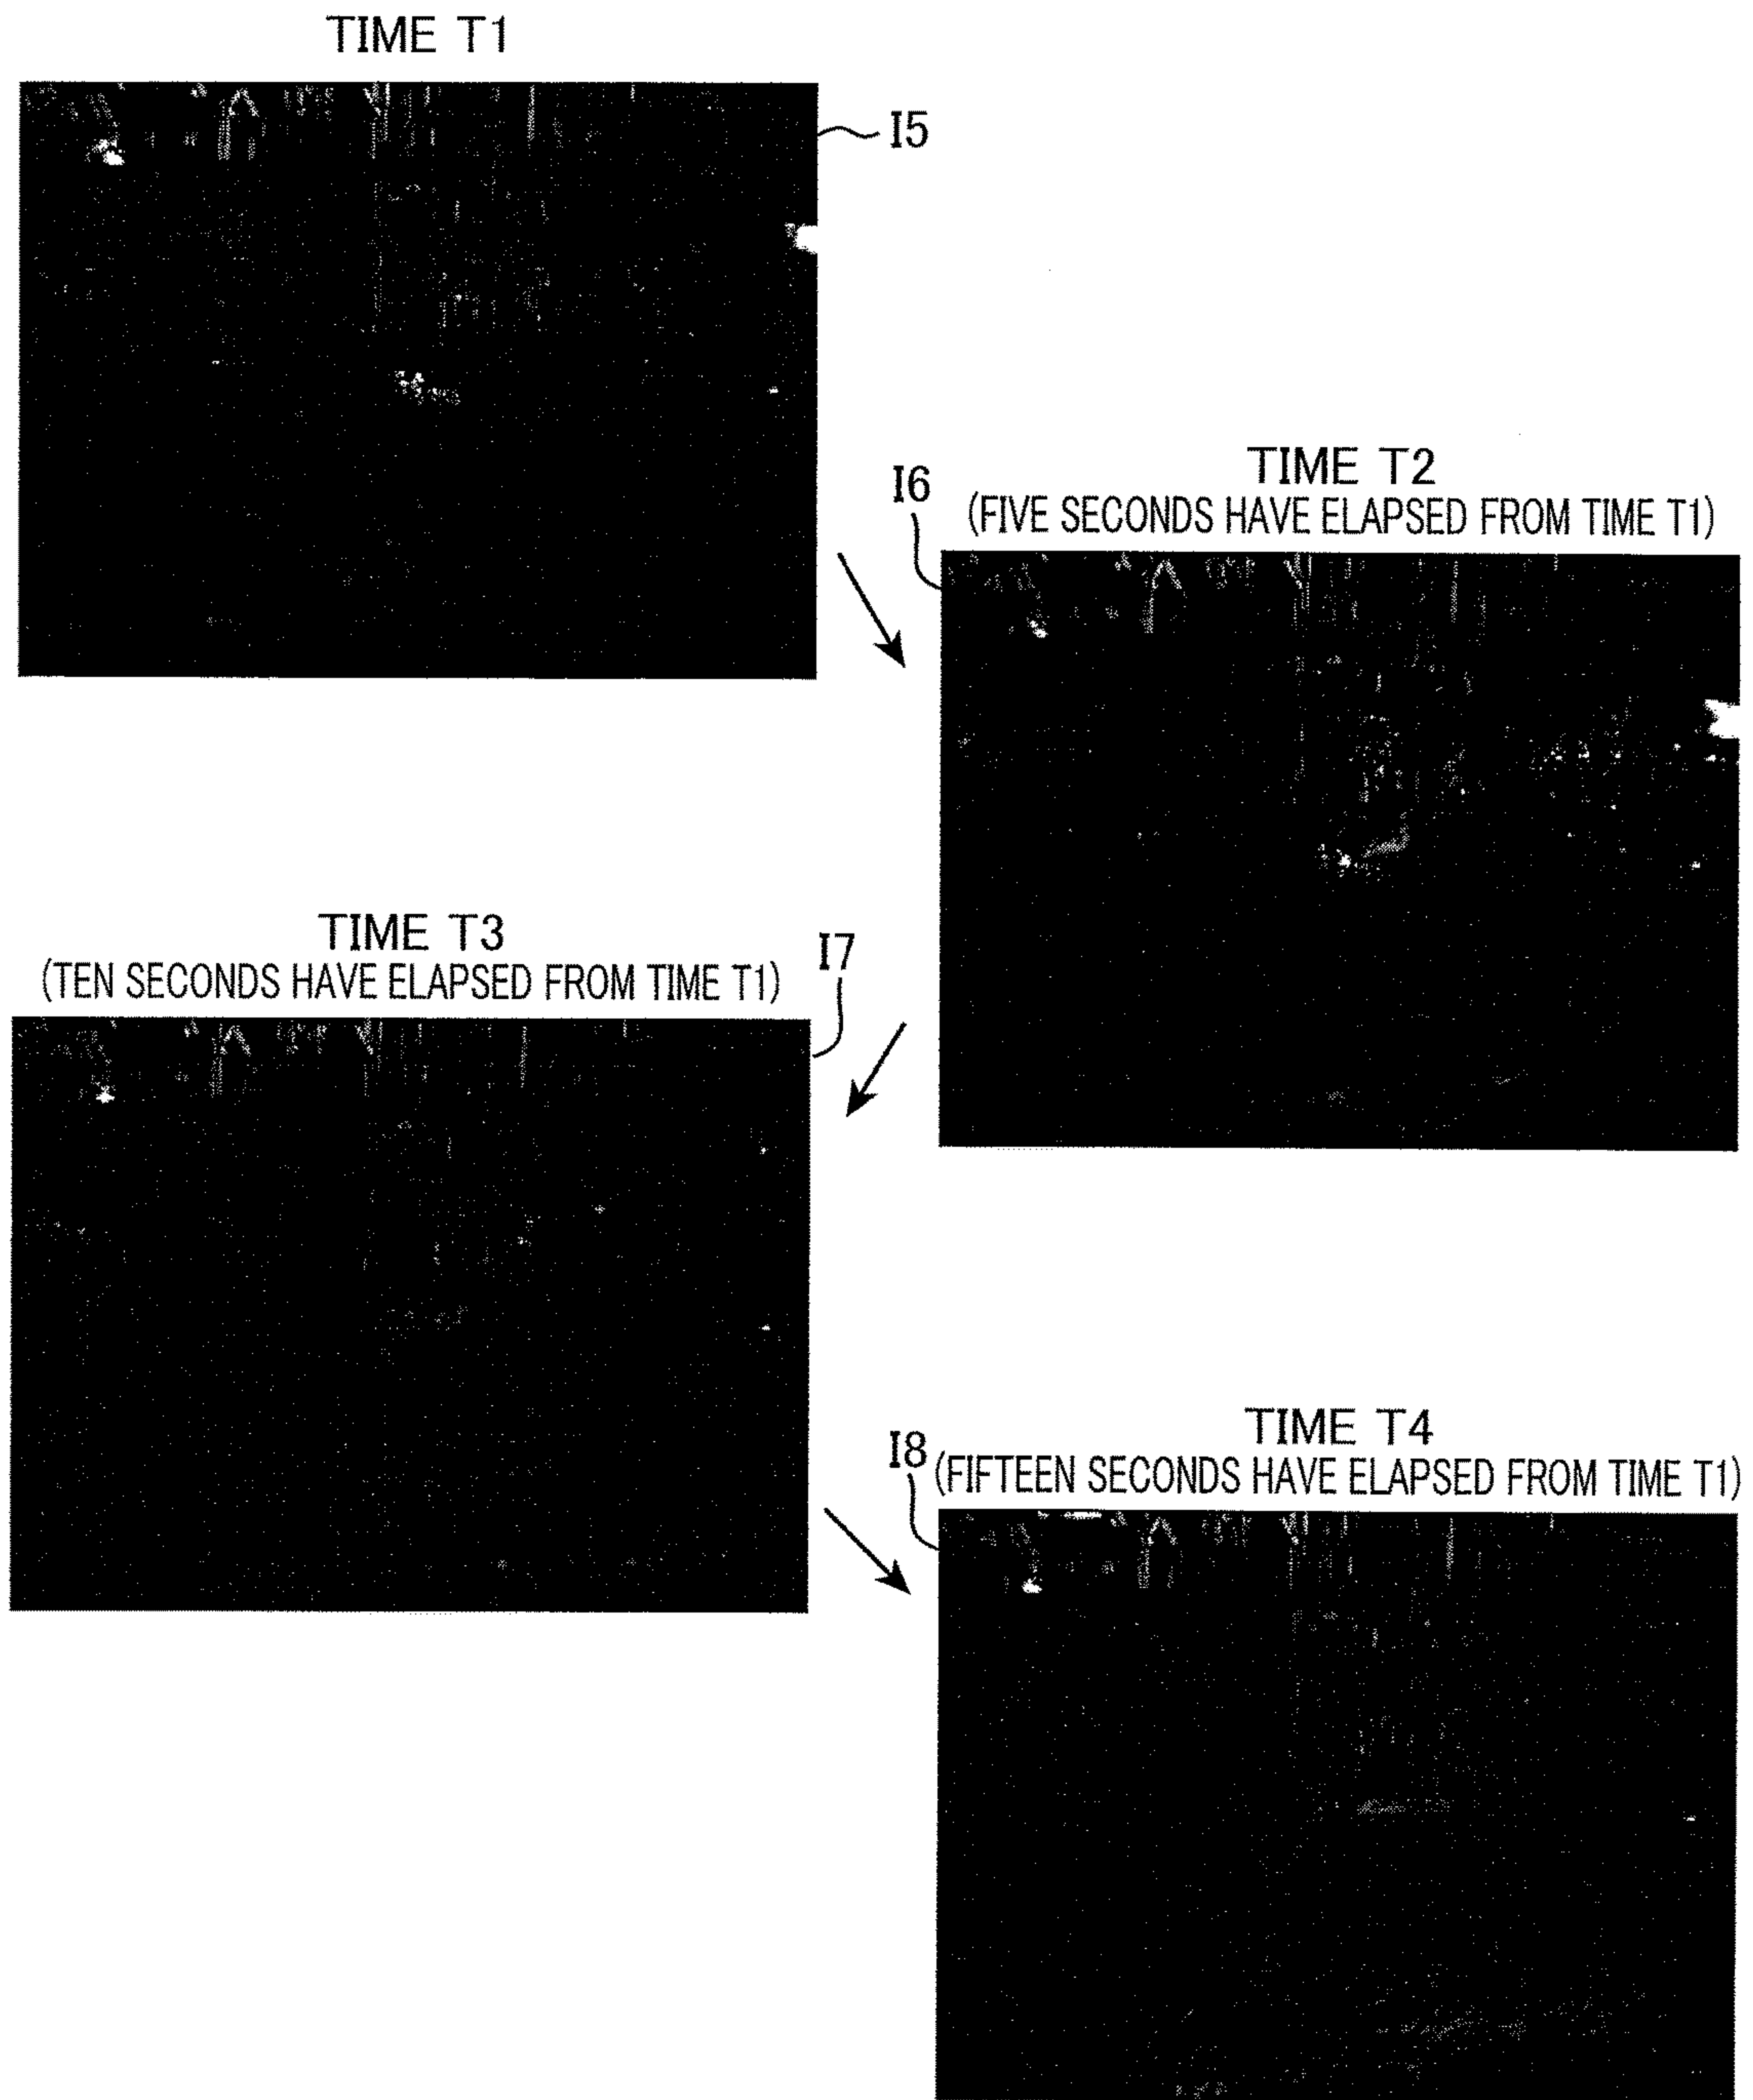 TIME T1
I5
TIME T2
I6
(FIVE SECONDS HAVE ELAPSED FROM TIME T1)
TIME T3
I7
(TEN SECONDS HAVE ELAPSED FROM TIME T1)
TIME T4
I8
(FIFTEEN SECONDS HAVE ELAPSED FROM TIME T1)